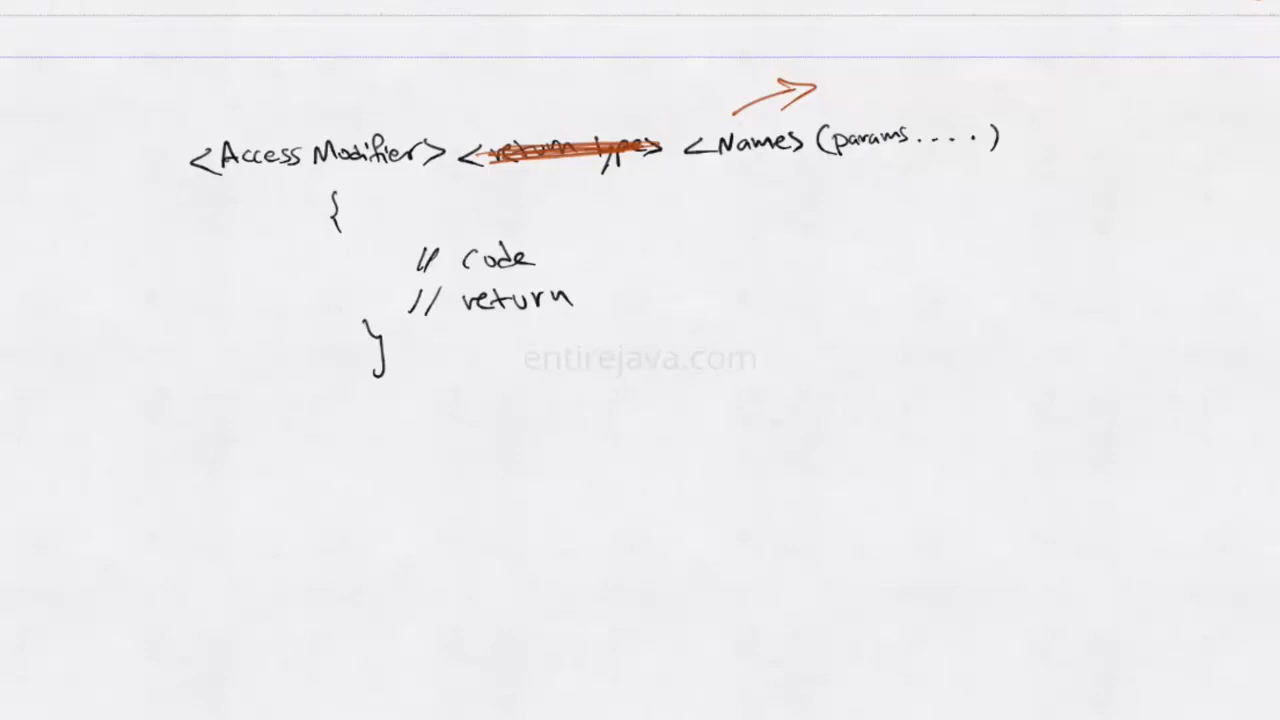 <Access Modifier> <return type> <Names (params....)
{
// code
// return
}
entirejava.com